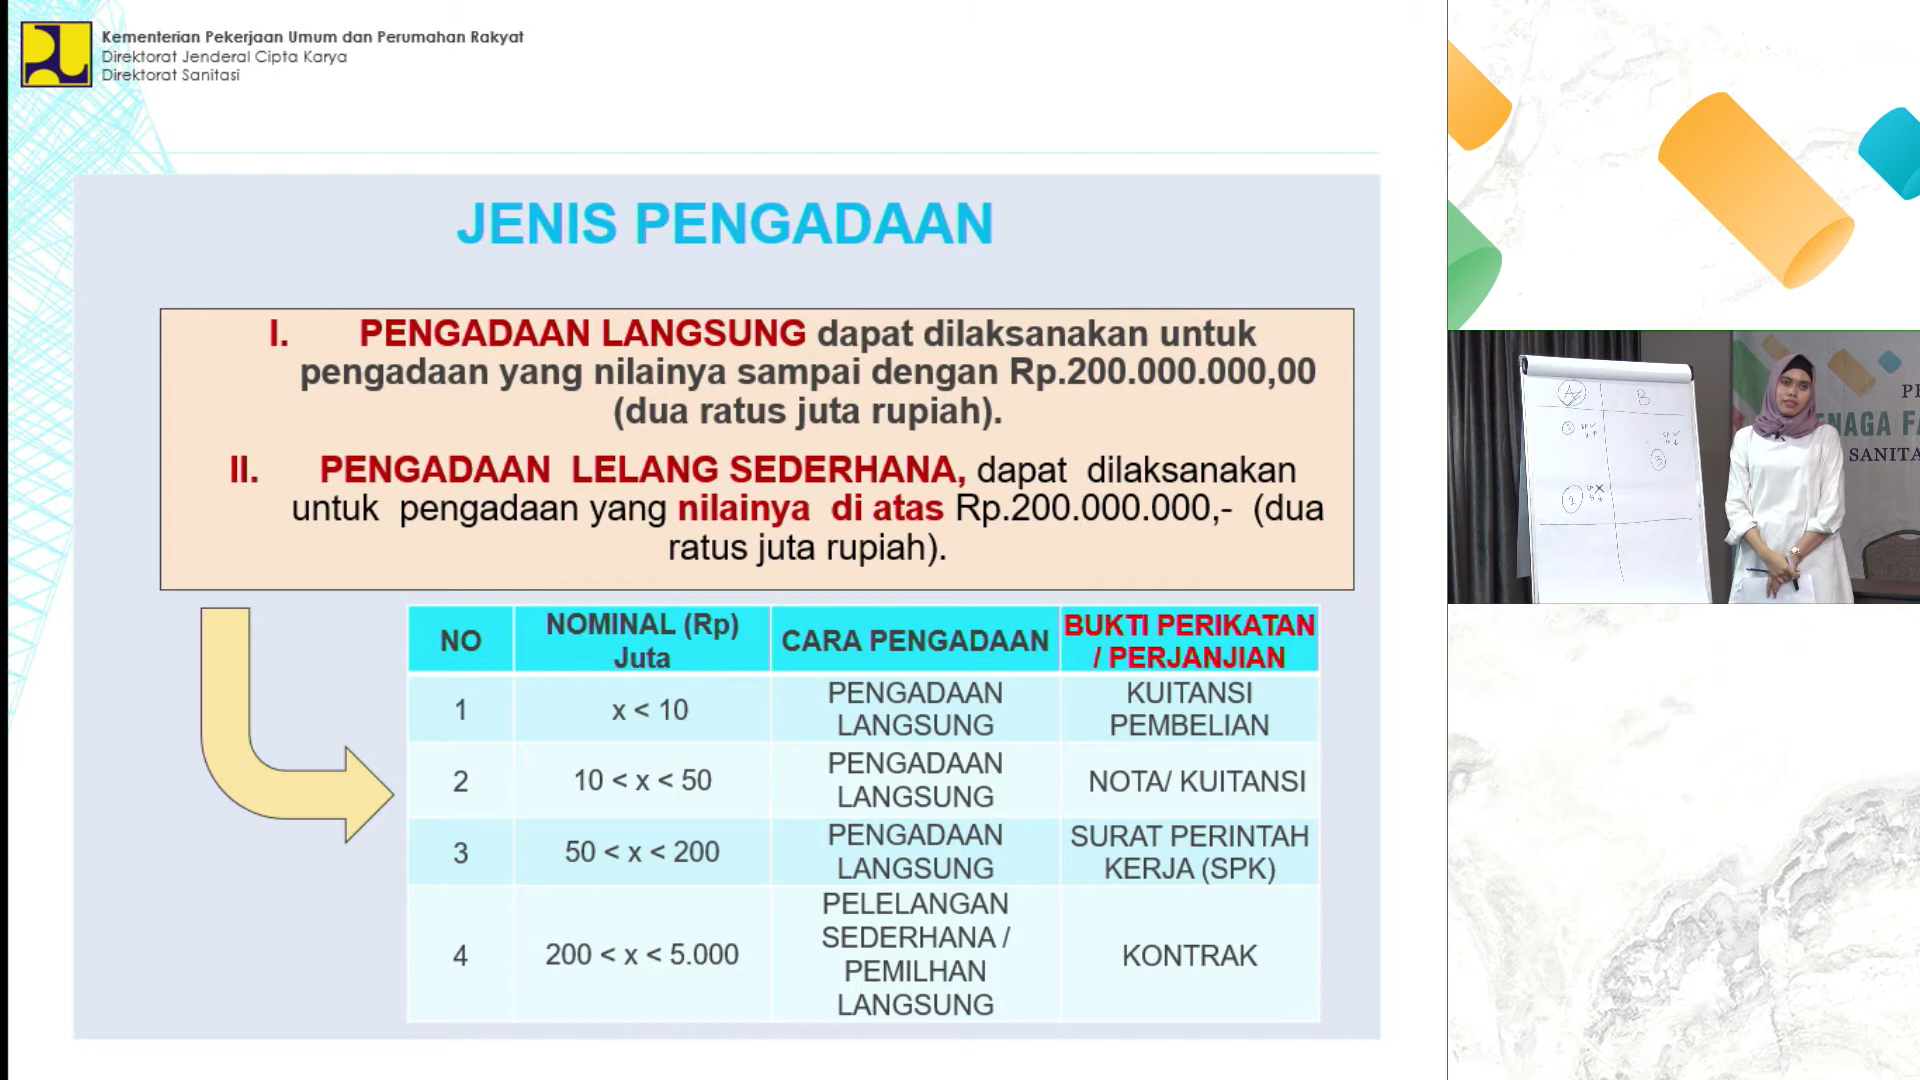 Kementerian Pekerjaan Umum dan Perumahan Rakyat
Direktorat Jenderal Cipta Karya
Direktorat Sanitasi
JENIS PENGADAAN
I. PENGADAAN LANGSUNG dapat dilaksanakan untuk
pengadaan yang nilainya sampai dengan Rp.200.000.000,00
(dua ratus juta rupiah).
II. PENGADAAN LELANG SEDERHANA, dapat dilaksanakan
untuk pengadaan yang nilainya di atas Rp.200.000.000,- (dua
ratus juta rupiah).
NO
NOMINAL (Rp)
Juta
CARA PENGADAAN
BUKTI PERIKATAN
/ PERJANJIAN
1
x < 10
PENGADAAN
LANGSUNG
KUITANSI
PEMBELIAN
2
10 < x < 50
PENGADAAN
LANGSUNG
NOTA/ KUITANSI
3
50 < x < 200
PENGADAAN
LANGSUNG
SURAT PERINTAH
KERJA (SPK)
4
200 < x < 5.000
PELELANGAN
SEDERHANA /
PEMILHAN
LANGSUNG
KONTRAK
A
B.
3
2
SANITA